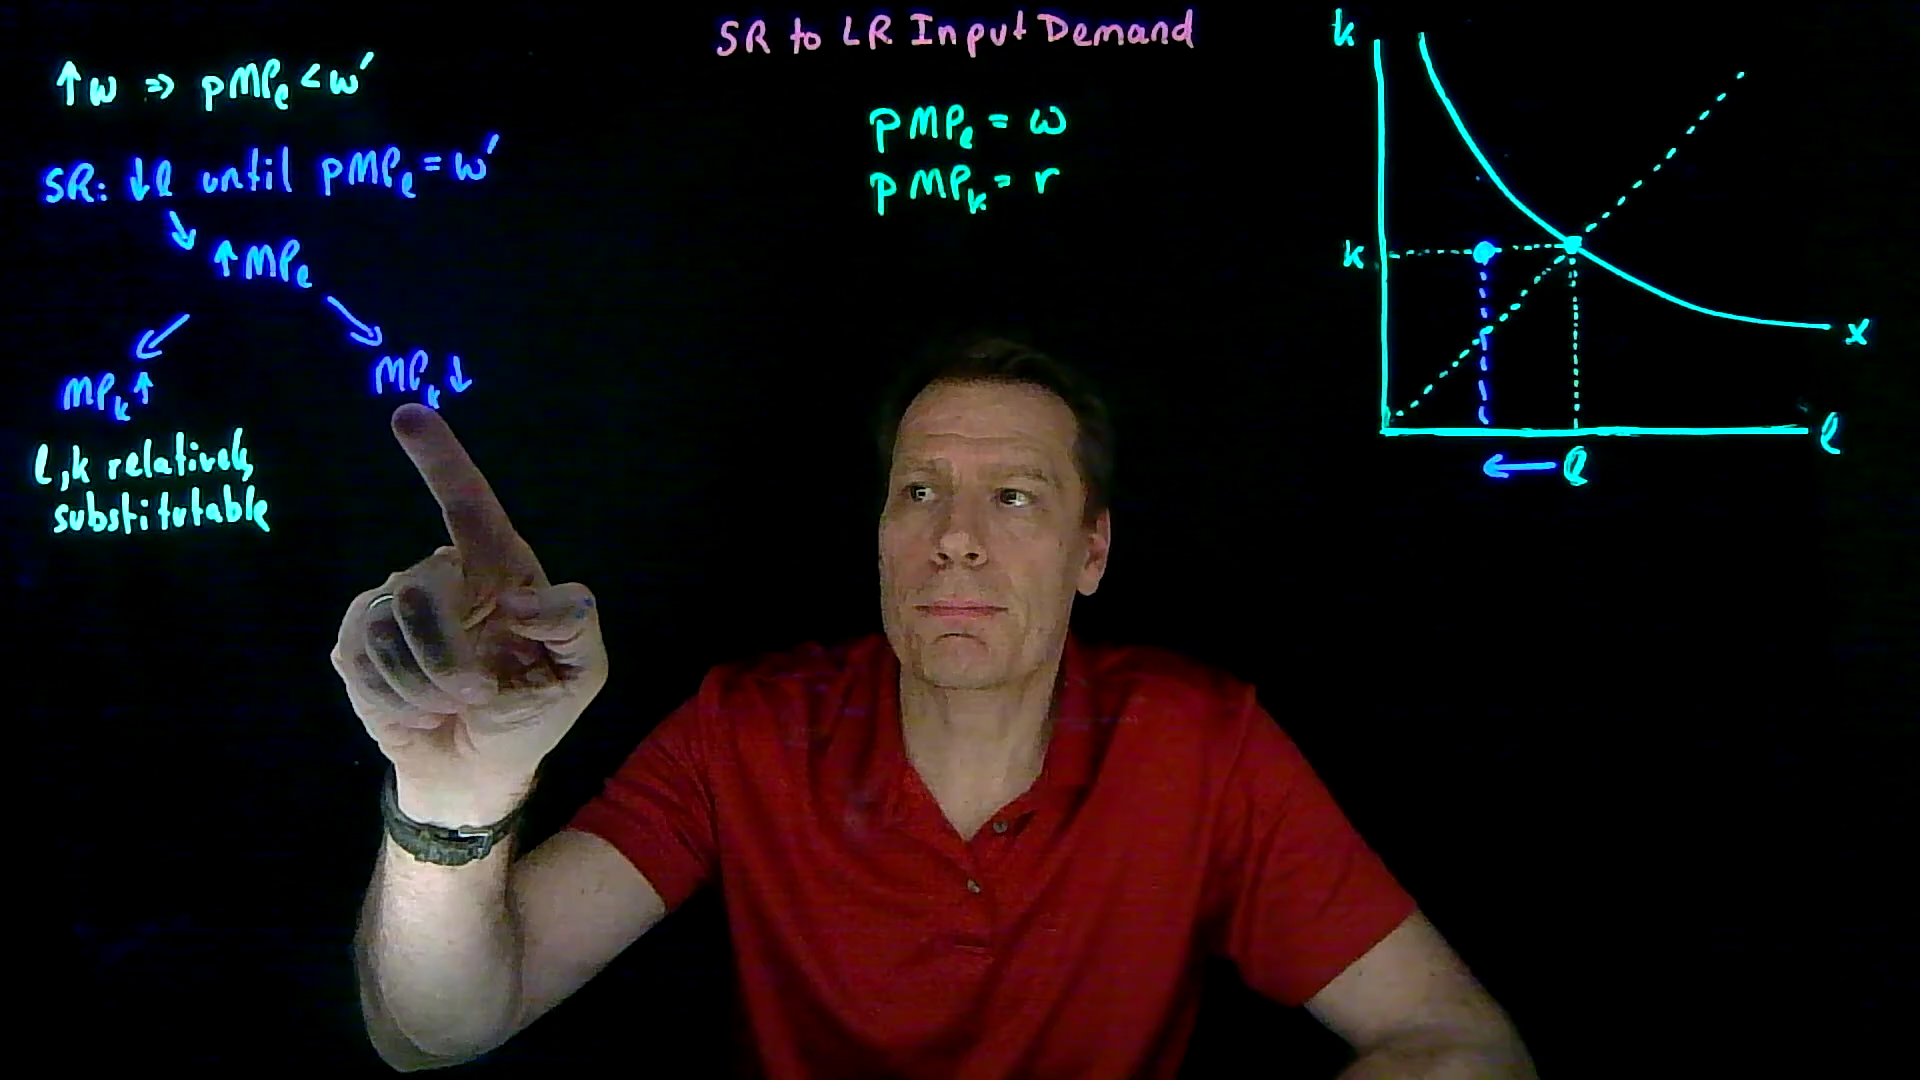 SR to LR Input Demand
↑w ⇒ pMPℓ < w'
SR: ↓ℓ until pMPℓ = w'
↑MPℓ
MPk↑
MPk↓
ℓ, k relatively
substitutable
pMPℓ = w
pMPk = r
k
k
x
ℓ
← ℓ